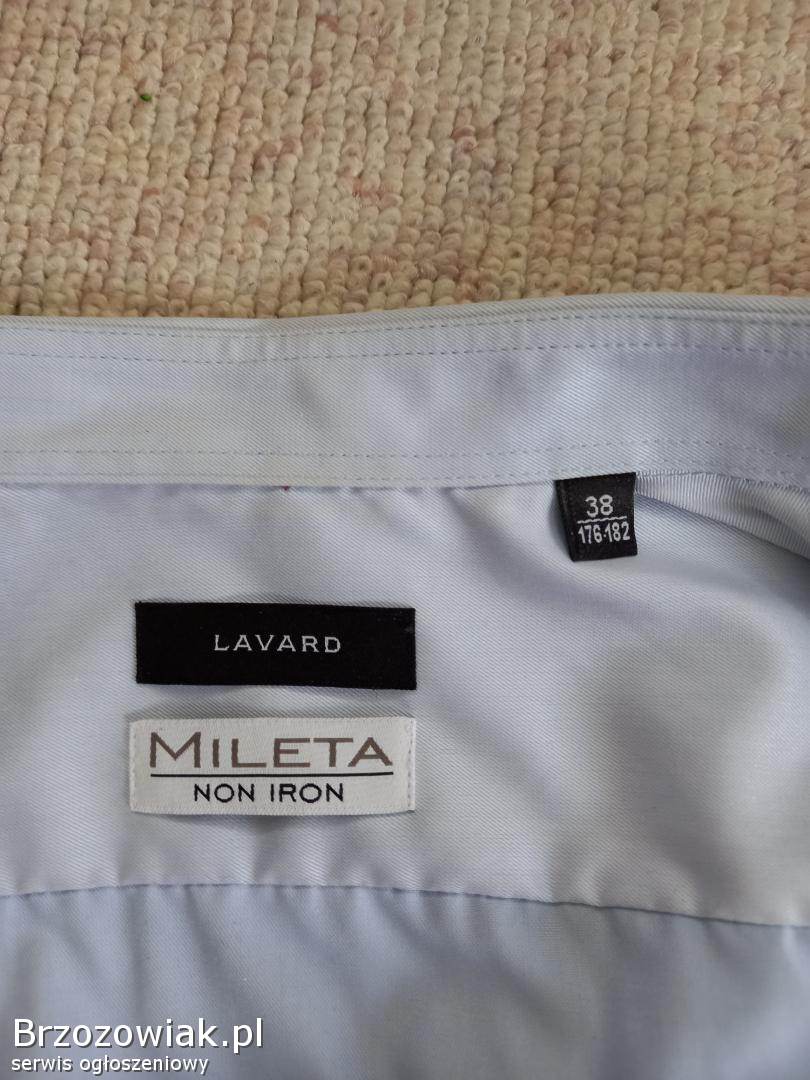 38
176-182
LAVARD
MILETA
NON IRON
Brzozowiak.pl
serwis ogłoszeniowy